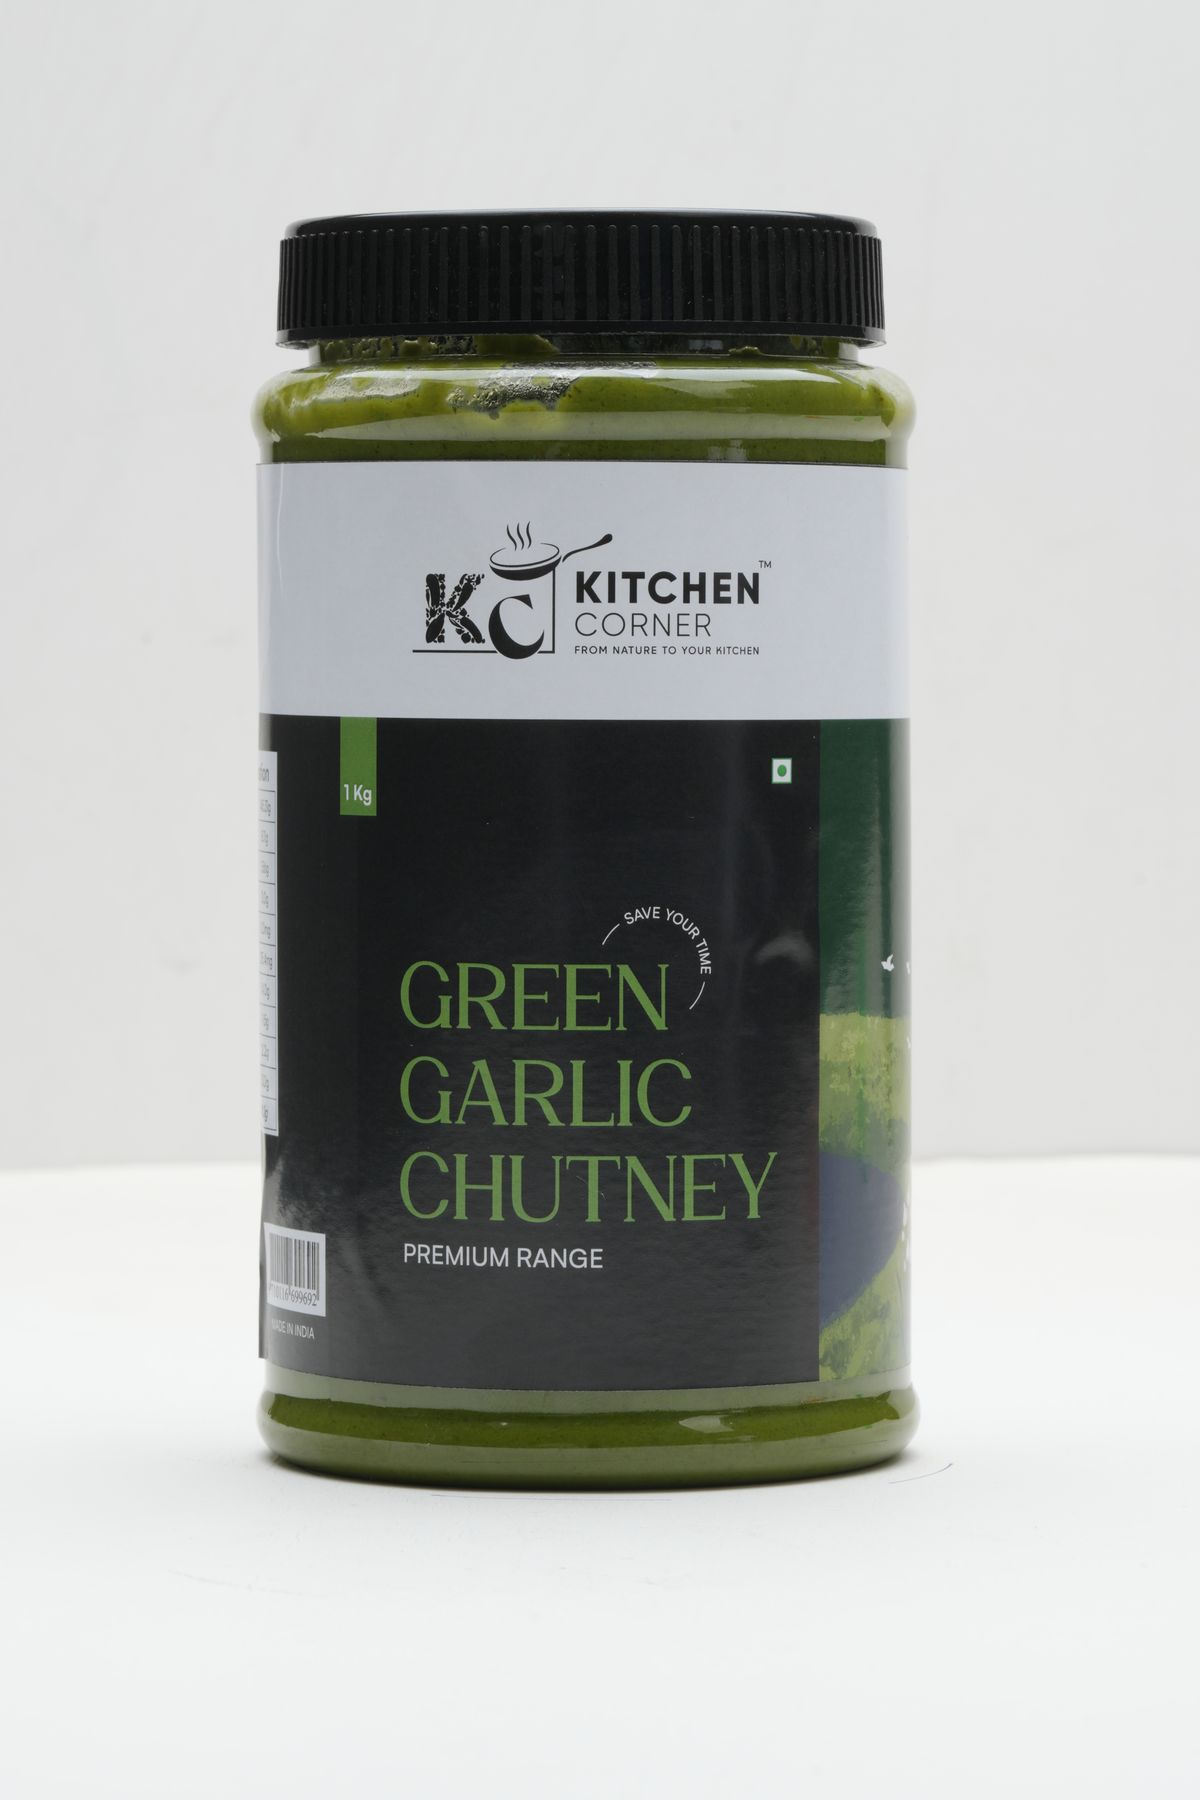 KC
KITCHEN™
CORNER
FROM NATURE TO YOUR KITCHEN
1 Kg
SAVE YOUR TIME
GREEN
GARLIC
CHUTNEY
PREMIUM RANGE
699692
MADE IN INDIA